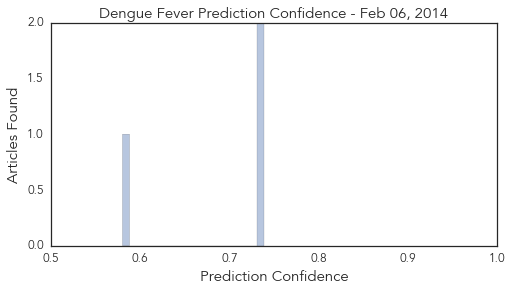 Dengue Fever Prediction Confidence - Feb 06, 2014
2.0
1.5
1.0
0.5
0.0
Articles Found
0.5 0.6 0.7 0.8 0.9 1.0
Prediction Confidence